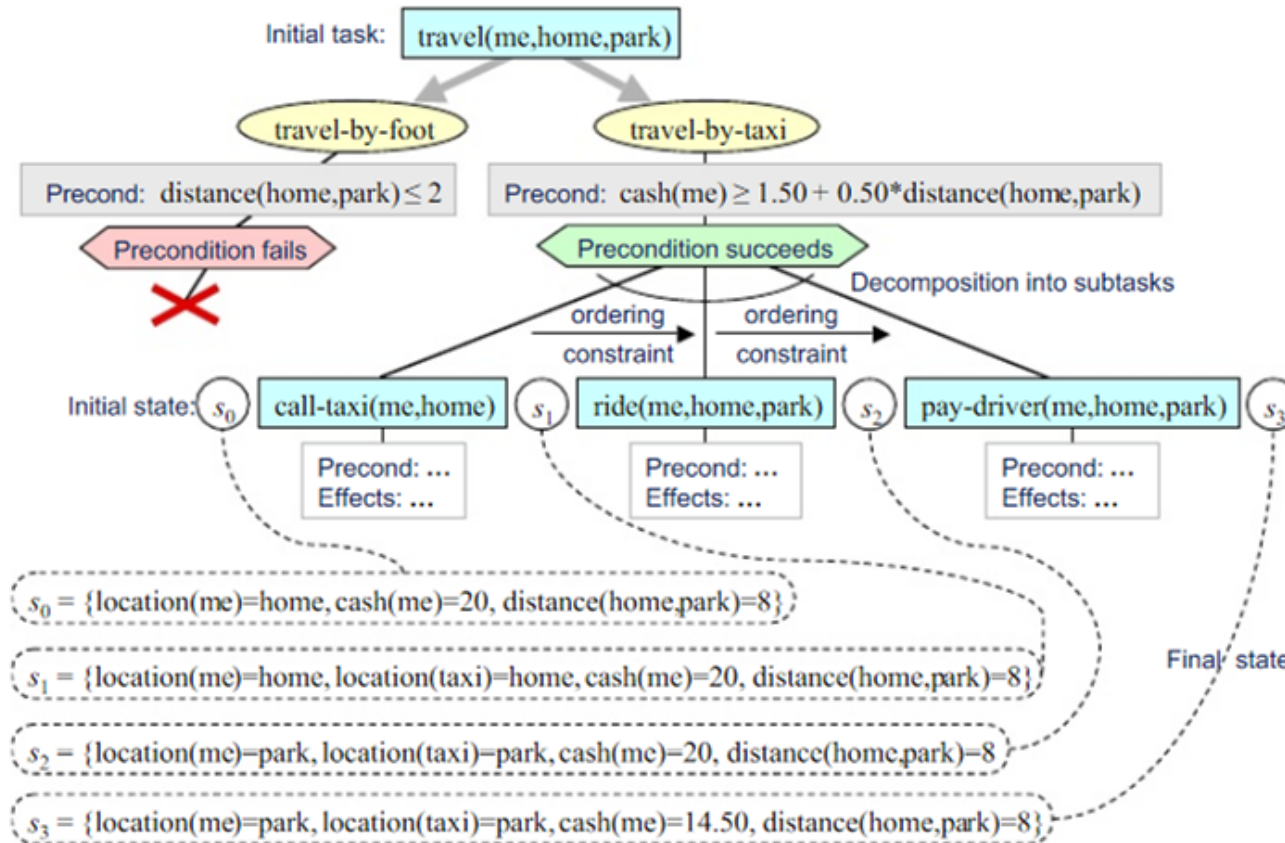 Initial task: travel(me,home,park)
travel-by-foot travel-by-taxi
Precond: distance(home,park) ≤ 2 Precond: cash(me) ≥ 1.50 + 0.50*distance(home,park)
Precondition fails Precondition succeeds
Decomposition into subtasks
ordering ordering
constraint constraint
Initial state: s0 call-taxi(me,home) s1 ride(me,home,park) s2 pay-driver(me,home,park) s3
Precond: ... Precond: ... Precond: ...
Effects: ... Effects: ... Effects: ...
s0 = {location(me)=home, cash(me)=20, distance(home,park)=8}
s1 = {location(me)=home, location(taxi)=home, cash(me)=20, distance(home,park)=8}
Final state
s2 = {location(me)=park, location(taxi)=park, cash(me)=20, distance(home,park)=8
s3 = {location(me)=park, location(taxi)=park, cash(me)=14.50, distance(home,park)=8}